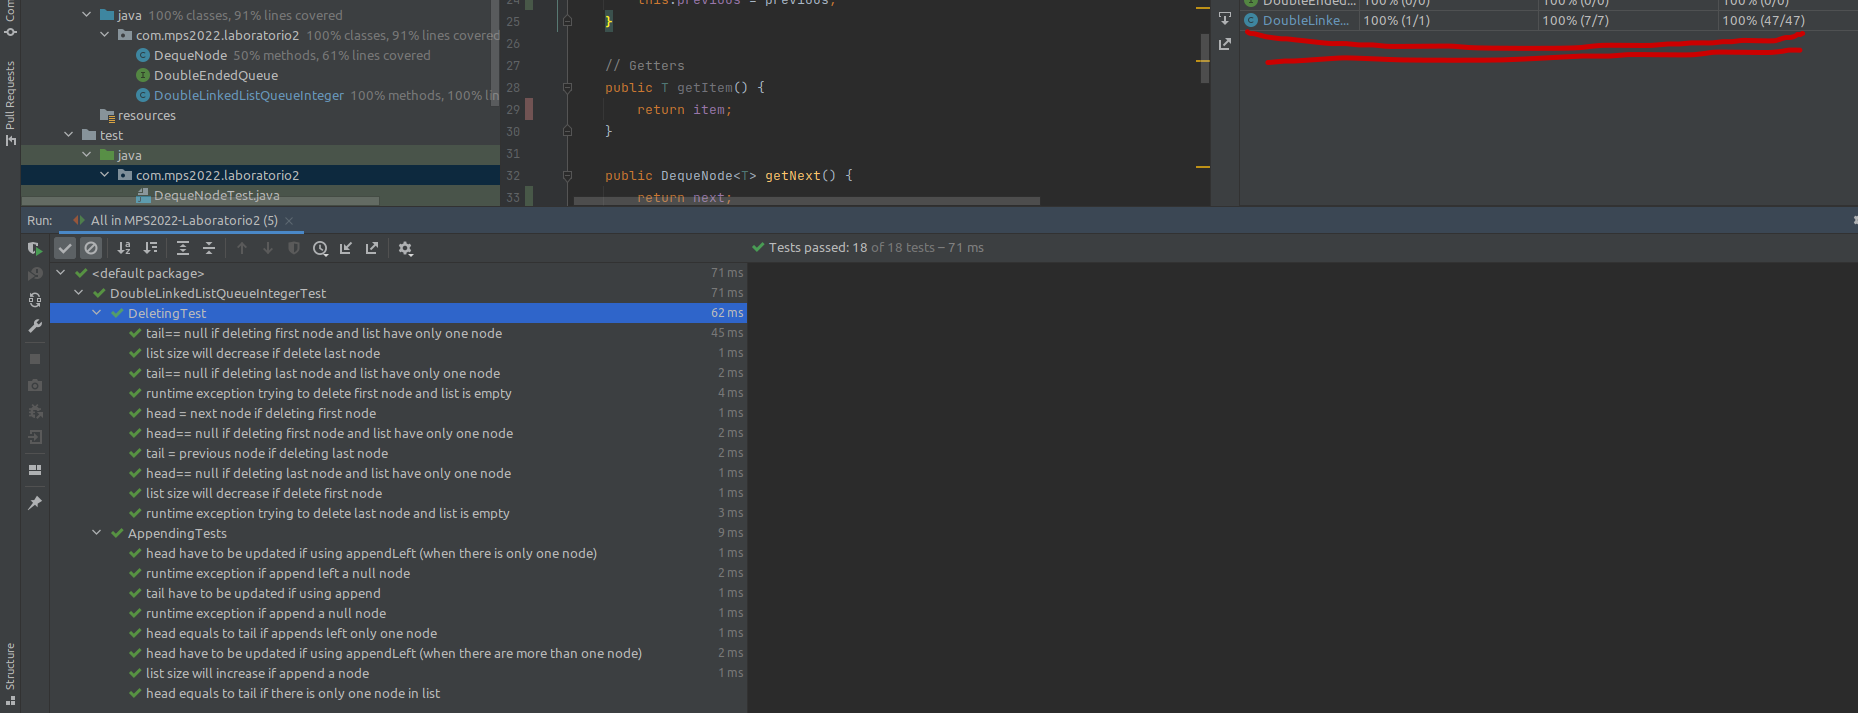 Com
Pull Requests
Structure
java 100% classes, 91% lines covered
com.mps2022.laboratorio2 100% classes, 91% lines covered
DequeNode 50% methods, 61% lines covered
DoubleEndedQueue
DoubleLinkedListQueueInteger 100% methods, 100% lin
resources
test
java
com.mps2022.laboratorio2
DequeNodeTest.java
24 this.previous = previous;
25 }
26
27 // Getters
28 public T getItem() {
29 return item;
30 }
31
32 public DequeNode<T> getNext() {
33 return next;
DoubleEnded... 100% (0/0) 100% (0/0) 100% (0/0)
DoubleLinke... 100% (1/1) 100% (7/7) 100% (47/47)
Run: All in MPS2022-Laboratorio2 (5)
Tests passed: 18 of 18 tests – 71 ms
<default package> 71 ms
DoubleLinkedListQueueIntegerTest 71 ms
DeletingTest 62 ms
tail== null if deleting first node and list have only one node 45 ms
list size will decrease if delete last node 1 ms
tail== null if deleting last node and list have only one node 2 ms
runtime exception trying to delete first node and list is empty 4 ms
head = next node if deleting first node 1 ms
head== null if deleting first node and list have only one node 2 ms
tail = previous node if deleting last node 2 ms
head== null if deleting last node and list have only one node 1 ms
list size will decrease if delete first node 1 ms
runtime exception trying to delete last node and list is empty 3 ms
AppendingTests 9 ms
head have to be updated if using appendLeft (when there is only one node) 1 ms
runtime exception if append left a null node 2 ms
tail have to be updated if using append 1 ms
runtime exception if append a null node 1 ms
head equals to tail if appends left only one node 1 ms
head have to be updated if using appendLeft (when there are more than one node) 2 ms
list size will increase if append a node 1 ms
head equals to tail if there is only one node in list